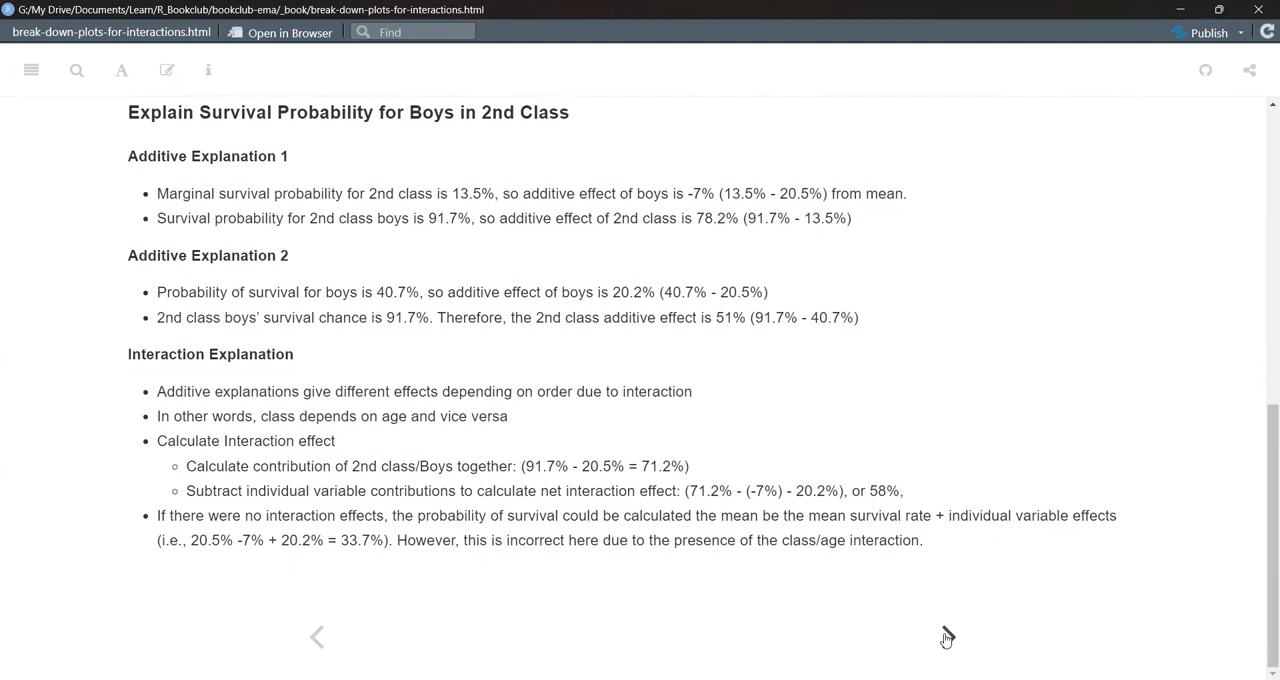 G:/My Drive/Documents/Learn/R_Bookclub/bookclub-ema/_book/break-down-plots-for-interactions.html
break-down-plots-for-interactions.html
Open in Browser
Find
Publish
Explain Survival Probability for Boys in 2nd Class
Additive Explanation 1
• Marginal survival probability for 2nd class is 13.5%, so additive effect of boys is -7% (13.5% - 20.5%) from mean.
• Survival probability for 2nd class boys is 91.7%, so additive effect of 2nd class is 78.2% (91.7% - 13.5%)
Additive Explanation 2
• Probability of survival for boys is 40.7%, so additive effect of boys is 20.2% (40.7% - 20.5%)
• 2nd class boys' survival chance is 91.7%. Therefore, the 2nd class additive effect is 51% (91.7% - 40.7%)
Interaction Explanation
• Additive explanations give different effects depending on order due to interaction
• In other words, class depends on age and vice versa
• Calculate Interaction effect
◦ Calculate contribution of 2nd class/Boys together: (91.7% - 20.5% = 71.2%)
◦ Subtract individual variable contributions to calculate net interaction effect: (71.2% - (-7%) - 20.2%), or 58%,
• If there were no interaction effects, the probability of survival could be calculated the mean be the mean survival rate + individual variable effects
(i.e., 20.5% -7% + 20.2% = 33.7%). However, this is incorrect here due to the presence of the class/age interaction.